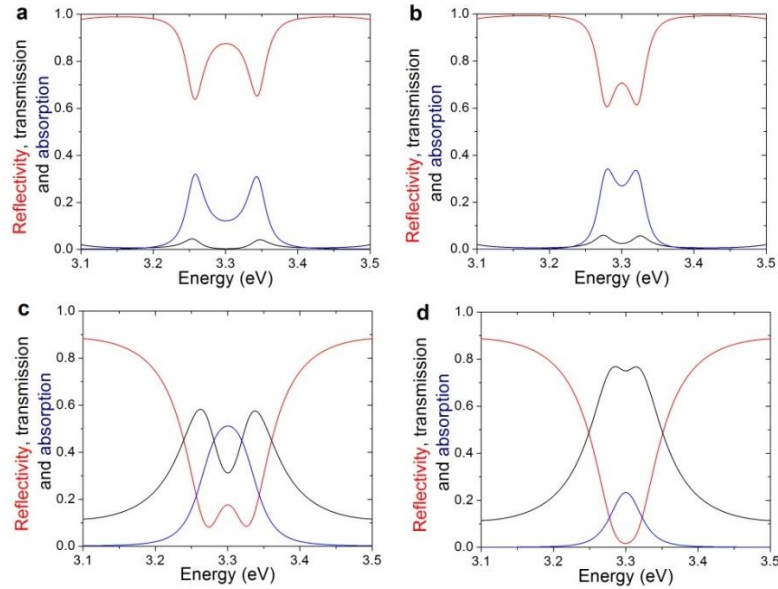 a
1.0
0.8
0.6
0.4
0.2
0.0
Reflectivity, transmission
and absorption
3.1 3.2 3.3 3.4 3.5
Energy (eV)
b
1.0
0.8
0.6
0.4
0.2
0.0
Reflectivity, transmission
and absorption
3.1 3.2 3.3 3.4 3.5
Energy (eV)
c
1.0
0.8
0.6
0.4
0.2
0.0
Reflectivity, transmission
and absorption
3.1 3.2 3.3 3.4 3.5
Energy (eV)
d
1.0
0.8
0.6
0.4
0.2
0.0
Reflectivity, transmission
and absorption
3.1 3.2 3.3 3.4 3.5
Energy (eV)